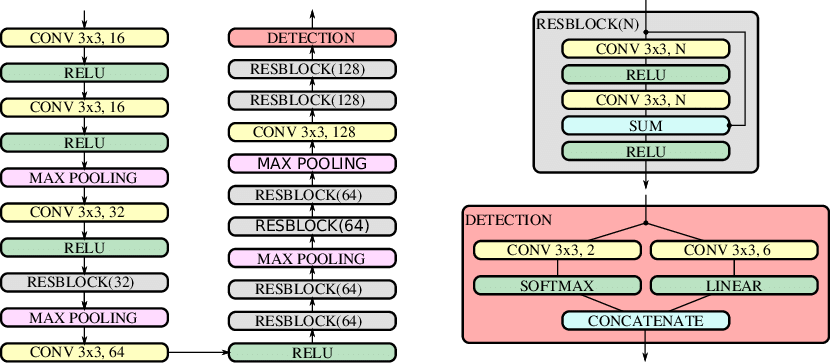 CONV 3x3, 16
RELU
CONV 3x3, 16
RELU
MAX POOLING
CONV 3x3, 32
RELU
RESBLOCK(32)
MAX POOLING
CONV 3x3, 64
DETECTION
RESBLOCK(128)
RESBLOCK(128)
CONV 3x3, 128
MAX POOLING
RESBLOCK(64)
RESBLOCK(64)
MAX POOLING
RESBLOCK(64)
RESBLOCK(64)
RELU
RESBLOCK(N)
CONV 3x3, N
RELU
CONV 3x3, N
SUM
RELU
DETECTION
CONV 3x3, 2 CONV 3x3, 6
SOFTMAX LINEAR
CONCATENATE